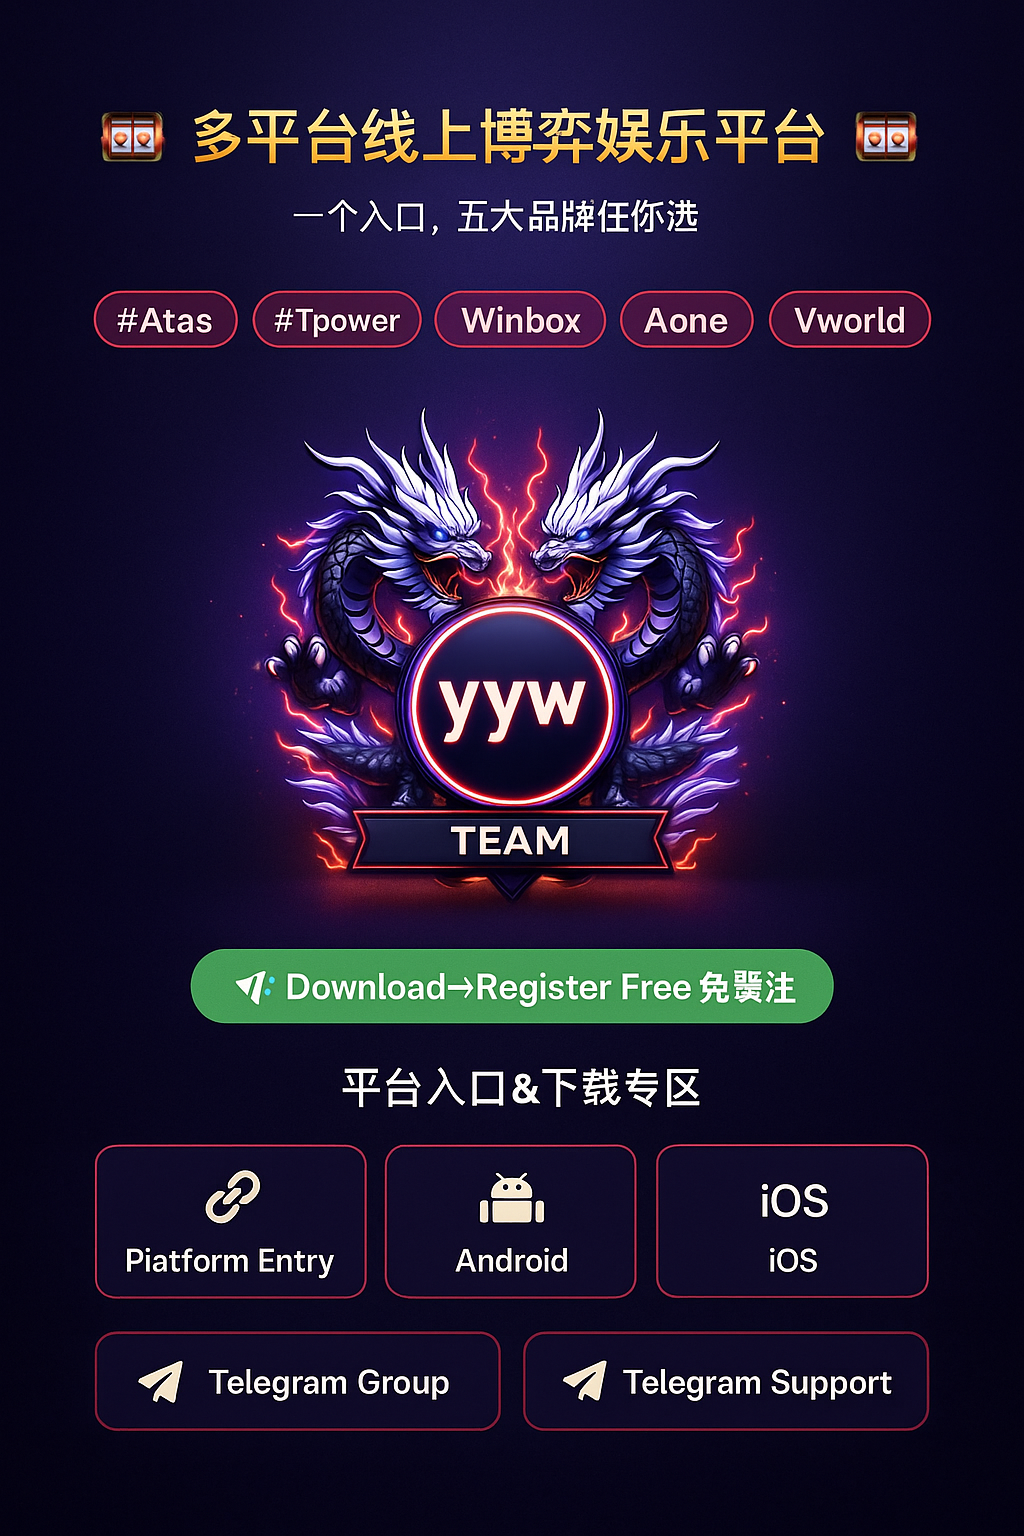 多平台线上博弈娱乐平台
一个入口，五大品牌任你选
#Atas #Tpower Winbox Aone Vworld
yyw
TEAM
Download→Register Free 免 注
平台入口&下载专区
Piatform Entry
Android
iOS
iOS
Telegram Group
Telegram Support